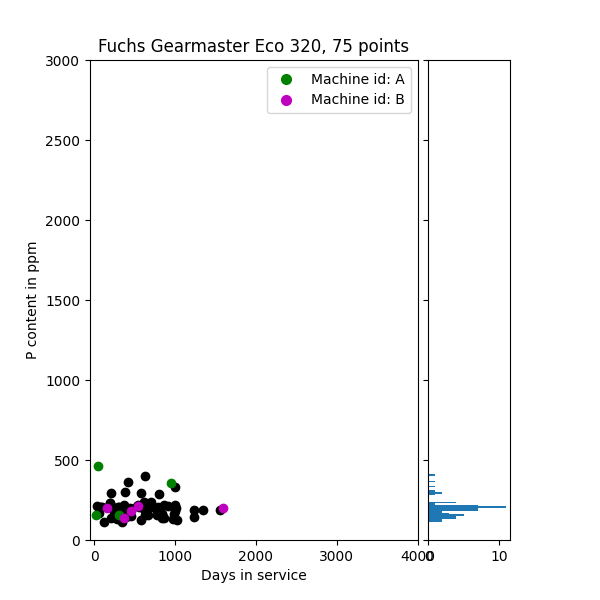 Fuchs Gearmaster Eco 320, 75 points
Machine id: A
Machine id: B
P content in ppm
3000
2500
2000
1500
1000
500
0
0 1000 2000 3000 4000 0 10
Days in service